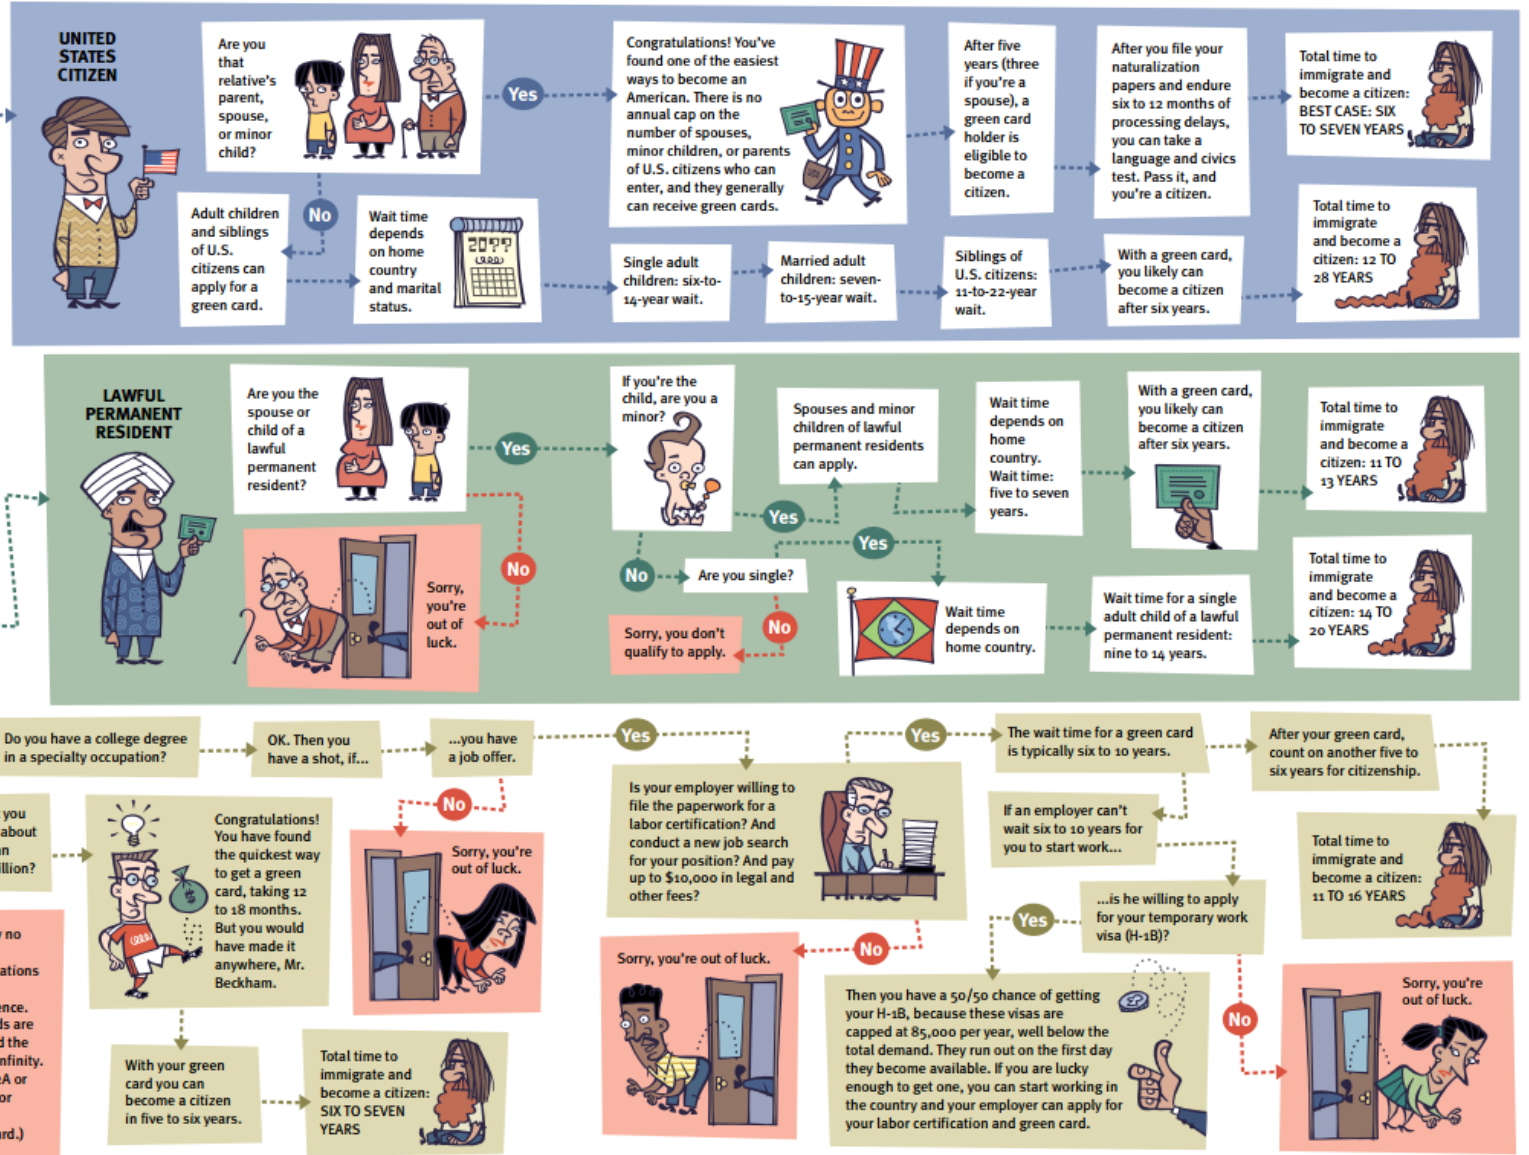 UNITED
STATES
CITIZEN
Are you
that
relative's
parent,
spouse,
or minor
child?
Yes
Congratulations! You've
found one of the easiest
ways to become an
American. There is no
annual cap on the
number of spouses,
minor children, or parents
of U.S. citizens who can
enter, and they generally
can receive green cards.
After five
years (three
if you're a
spouse), a
green card
holder is
eligible to
become a
citizen.
After you file your
naturalization
papers and endure
six to 12 months of
processing delays,
you can take a
language and civics
test. Pass it, and
you're a citizen.
Total time to
immigrate and
become a citizen:
BEST CASE: SIX
TO SEVEN YEARS
No
Adult children
and siblings
of U.S.
citizens can
apply for a
green card.
Wait time
depends
on home
country
and marital
status.
20??
Single adult
children: six-to-
14-year wait.
Married adult
children: seven-
to-15-year wait.
Siblings of
U.S. citizens:
11-to-22-year
wait.
With a green card,
you likely can
become a citizen
after six years.
Total time to
immigrate
and become a
citizen: 12 TO
28 YEARS
LAWFUL
PERMANENT
RESIDENT
Are you the
spouse or
child of a
lawful
permanent
resident?
Yes
No
Sorry,
you're
out of
luck.
If you're the
child, are you a
minor?
Yes
Spouses and minor
children of lawful
permanent residents
can apply.
Wait time
depends on
home
country.
Wait time:
five to seven
years.
With a green card,
you likely can
become a citizen
after six years.
Total time to
immigrate
and become a
citizen: 11 TO
13 YEARS
No
Are you single?
Yes
No
Sorry, you don't
qualify to apply.
Wait time
depends on
home country.
Wait time for a single
adult child of a lawful
permanent resident:
nine to 14 years.
Total time to
immigrate
and become a
citizen: 14 TO
20 YEARS
Do you have a college degree
in a specialty occupation?
OK. Then you
have a shot, if...
...you have
a job offer.
Yes
No
Sorry, you're
out of luck.
Is your employer willing to
file the paperwork for a
labor certification? And
conduct a new job search
for your position? And pay
up to $10,000 in legal and
other fees?
Yes
No
Sorry, you're out of luck.
The wait time for a green card
is typically six to 10 years.
After your green card,
count on another five to
six years for citizenship.
Total time to
immigrate and
become a citizen:
11 TO 16 YEARS
If an employer can't
wait six to 10 years for
you to start work...
...is he willing to apply
for your temporary work
visa (H-1B)?
Yes
Then you have a 50/50 chance of getting
your H-1B, because these visas are
capped at 85,000 per year, well below the
total demand. They run out on the first day
they become available. If you are lucky
enough to get one, you can start working in
the country and your employer can apply for
your labor certification and green card.
No
Sorry, you're
out of luck.
you
about
n
illion?
$
Congratulations!
You have found
the quickest way
to get a green
card, taking 12
to 18 months.
But you would
have made it
anywhere, Mr.
Beckham.
With your green
card you can
become a citizen
in five to six years.
Total time to
immigrate and
become a citizen:
SIX TO SEVEN
YEARS
no
ations
ence.
ds are
d the
nfinity.
A or
or
rd.)